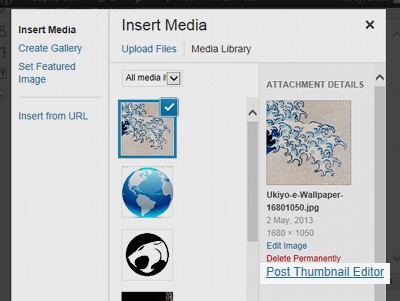 Insert Media
Create Gallery
Set Featured
Image
Insert from URL
Insert Media
Upload Files
Media Library
All media i
ATTACHMENT DETAILS
Ukiyo-e-Wallpaper-
16801050.jpg
2 May, 2013
1680 × 1050
Edit Image
Delete Permanently
Post Thumbnail Editor